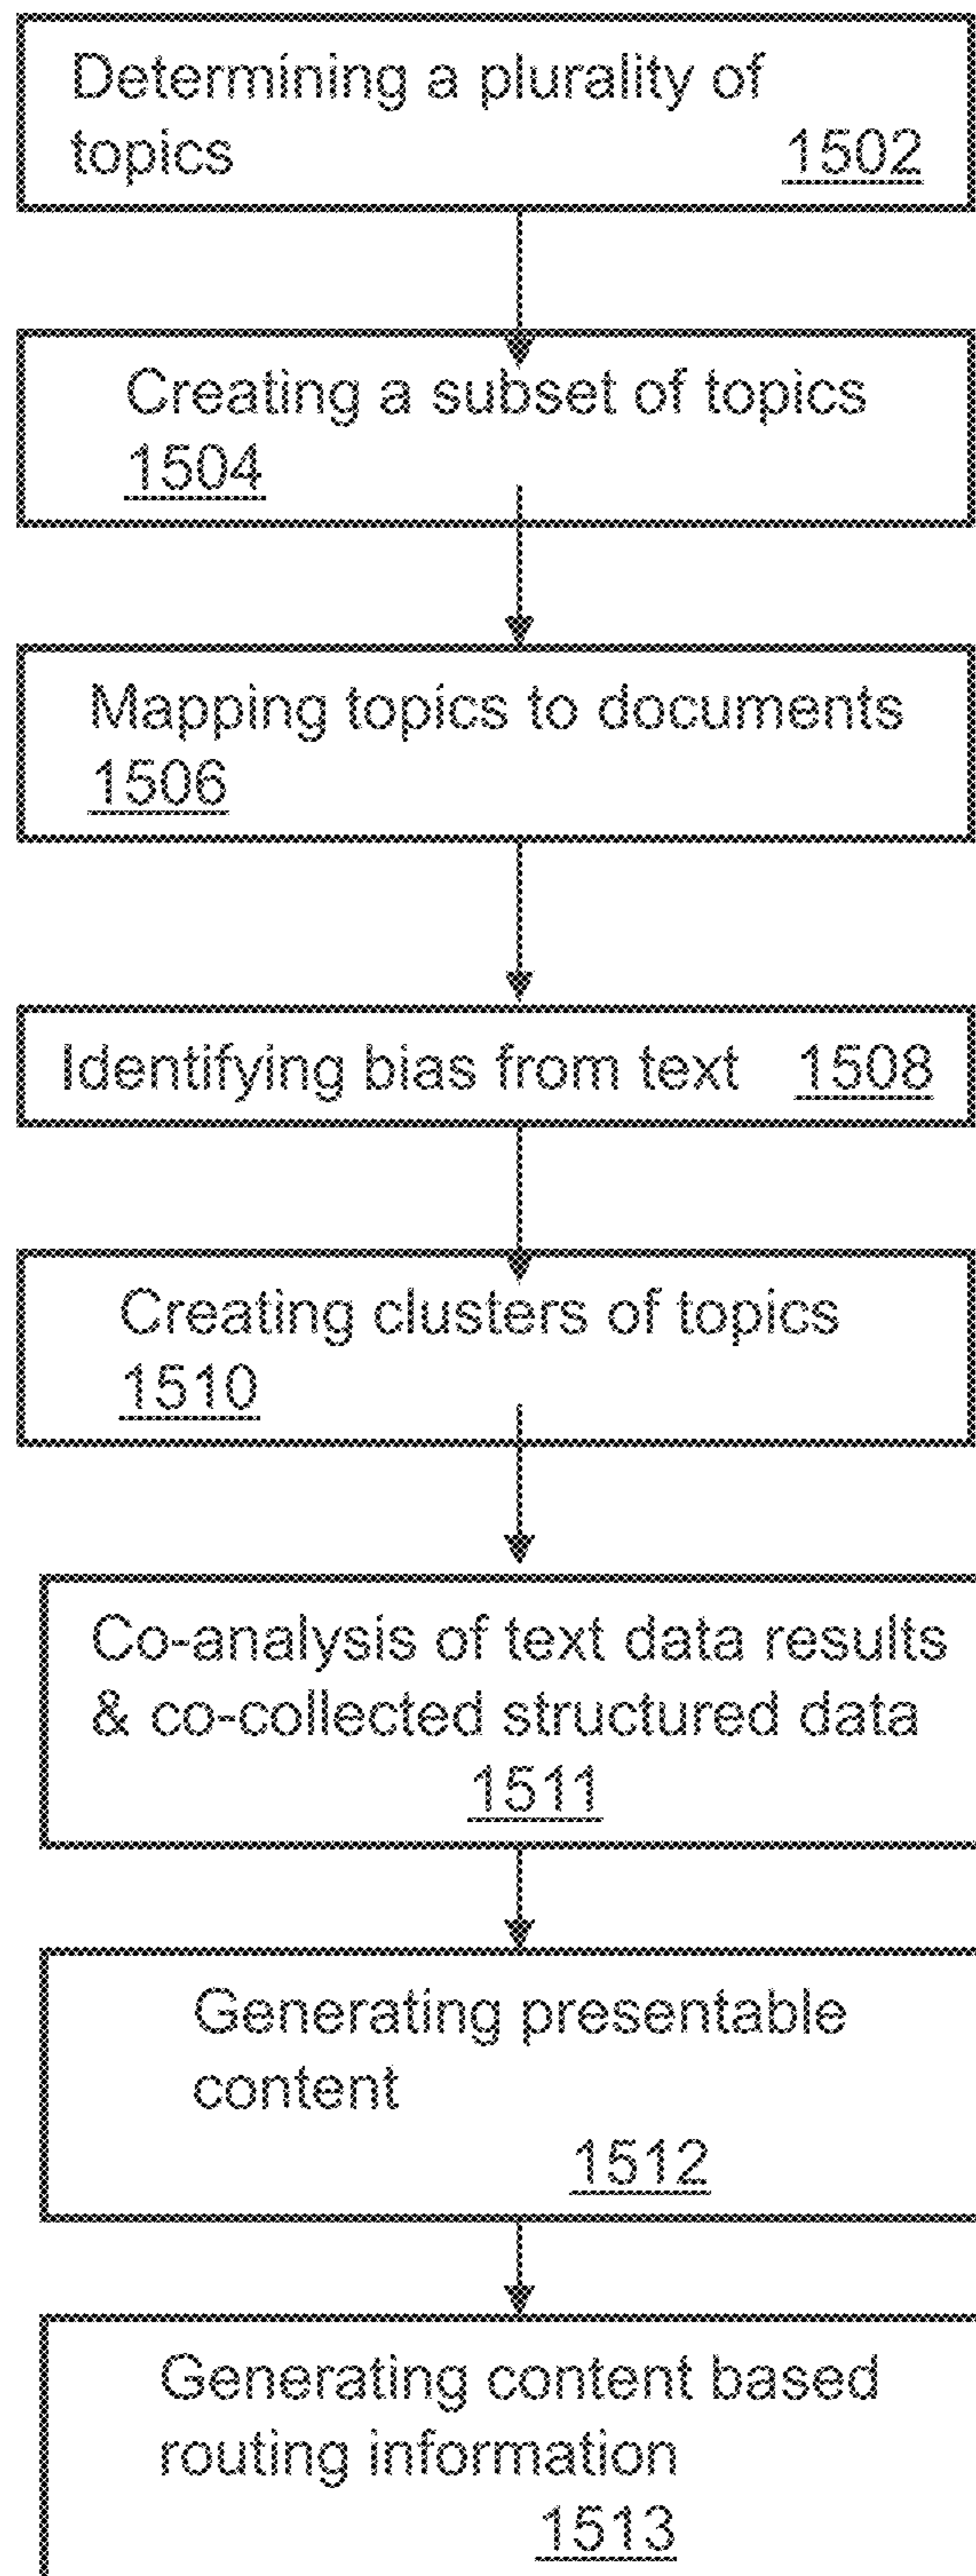 Determining a plurality of
topics 1502
Creating a subset of topics
1504
Mapping topics to documents
1506
Identifying bias from text 1508
Creating clusters of topics
1510
Co-analysis of text data results
& co-collected structured data
1511
Generating presentable
content
1512
Generating content based
routing information
1513